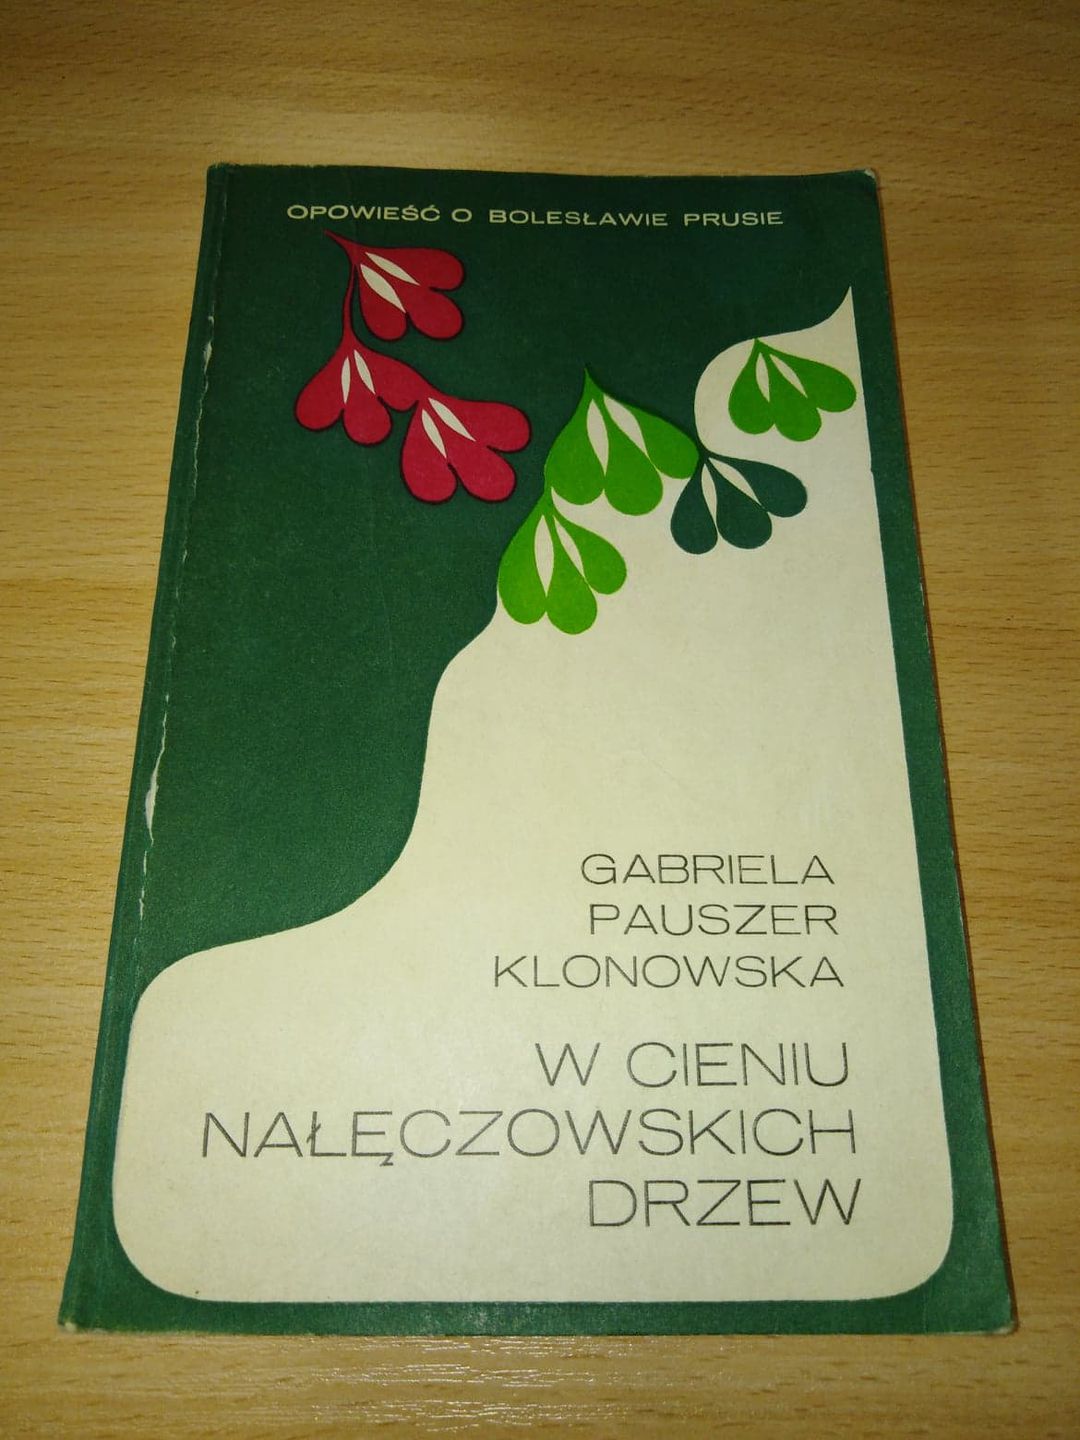 OPOWIEŚĆ O BOLESŁAWIE PRUSIE
GABRIELA
PAUSZER
KLONOWSKA
W CIENIU
NAŁĘCZOWSKICH
DRZEW